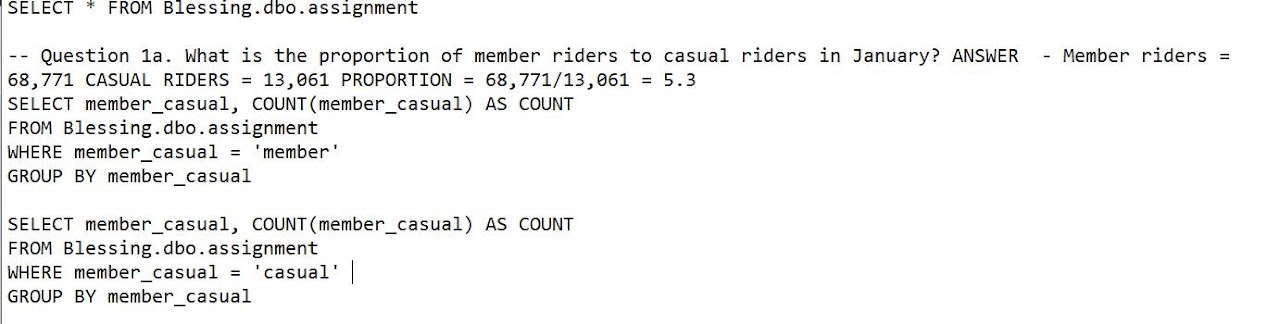 SELECT * FROM Blessing.dbo.assignment
-- Question 1a. What is the proportion of member riders to casual riders in January? ANSWER  - Member riders =
68,771 CASUAL RIDERS = 13,061 PROPORTION = 68,771/13,061 = 5.3
SELECT member_casual, COUNT(member_casual) AS COUNT
FROM Blessing.dbo.assignment
WHERE member_casual = 'member'
GROUP BY member_casual
SELECT member_casual, COUNT(member_casual) AS COUNT
FROM Blessing.dbo.assignment
WHERE member_casual = 'casual'
GROUP BY member_casual